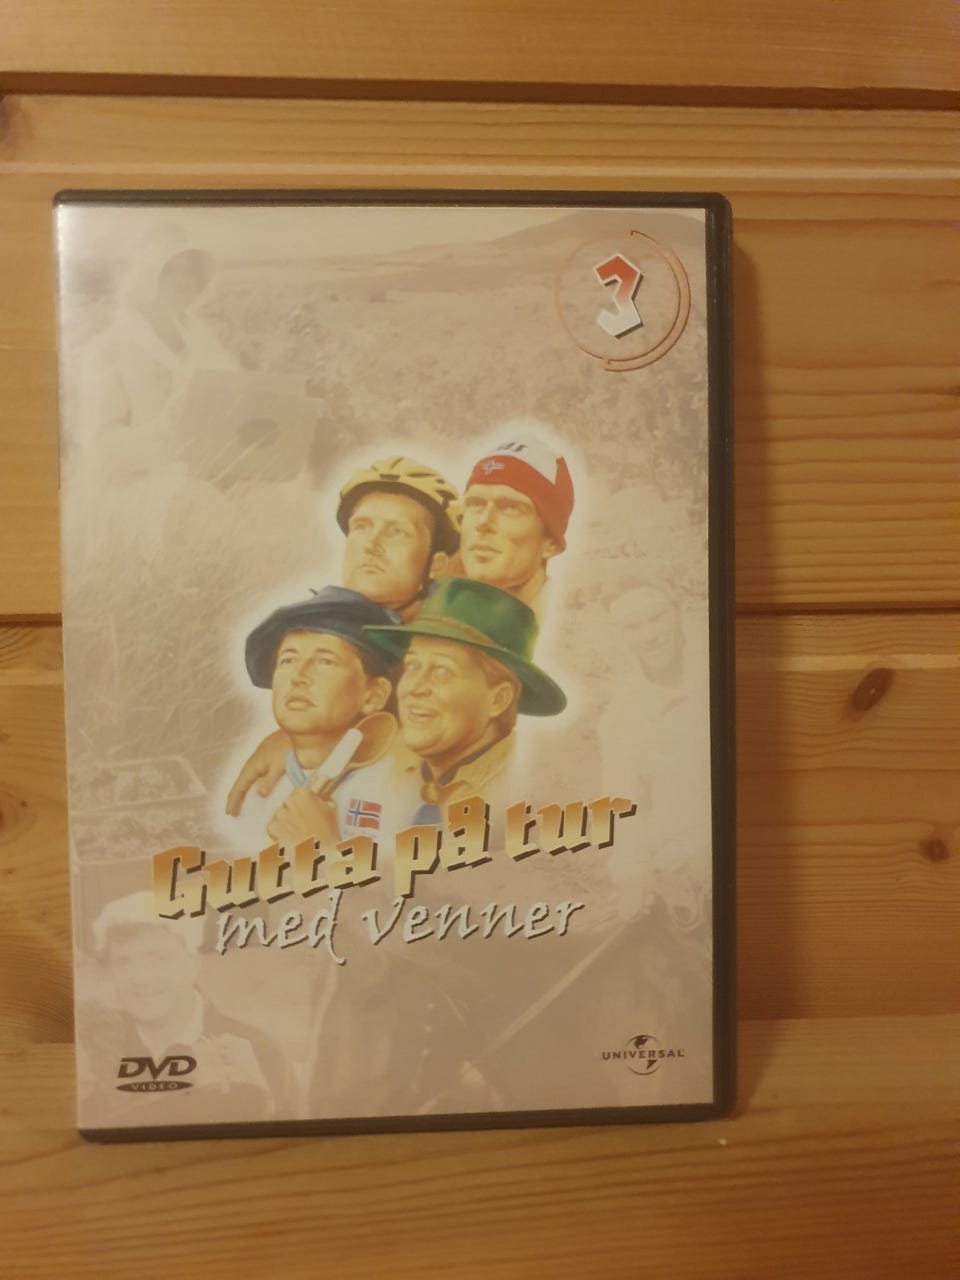 3
Gutta på tur
med venner
DVD
VIDEO
UNIVERSAL